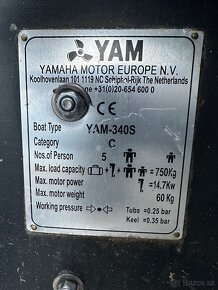 YAM
YAMAHA MOTOR EUROPE N.V.
Koolhovenlaan 101 1119 NC Schiphol-Rijk The Netherlands
Phone +31(0)20-654 600 0
CE
Boat Type YAM-340S
Category C
Nos. of Person 5
Max. load capacity + + = 750Kg
Max. motor power = 14.7Kw
Max. motor weight 60 Kg
Working pressure Tube = 0.25 bar
Keel = 0.35 bar
bazar.sk